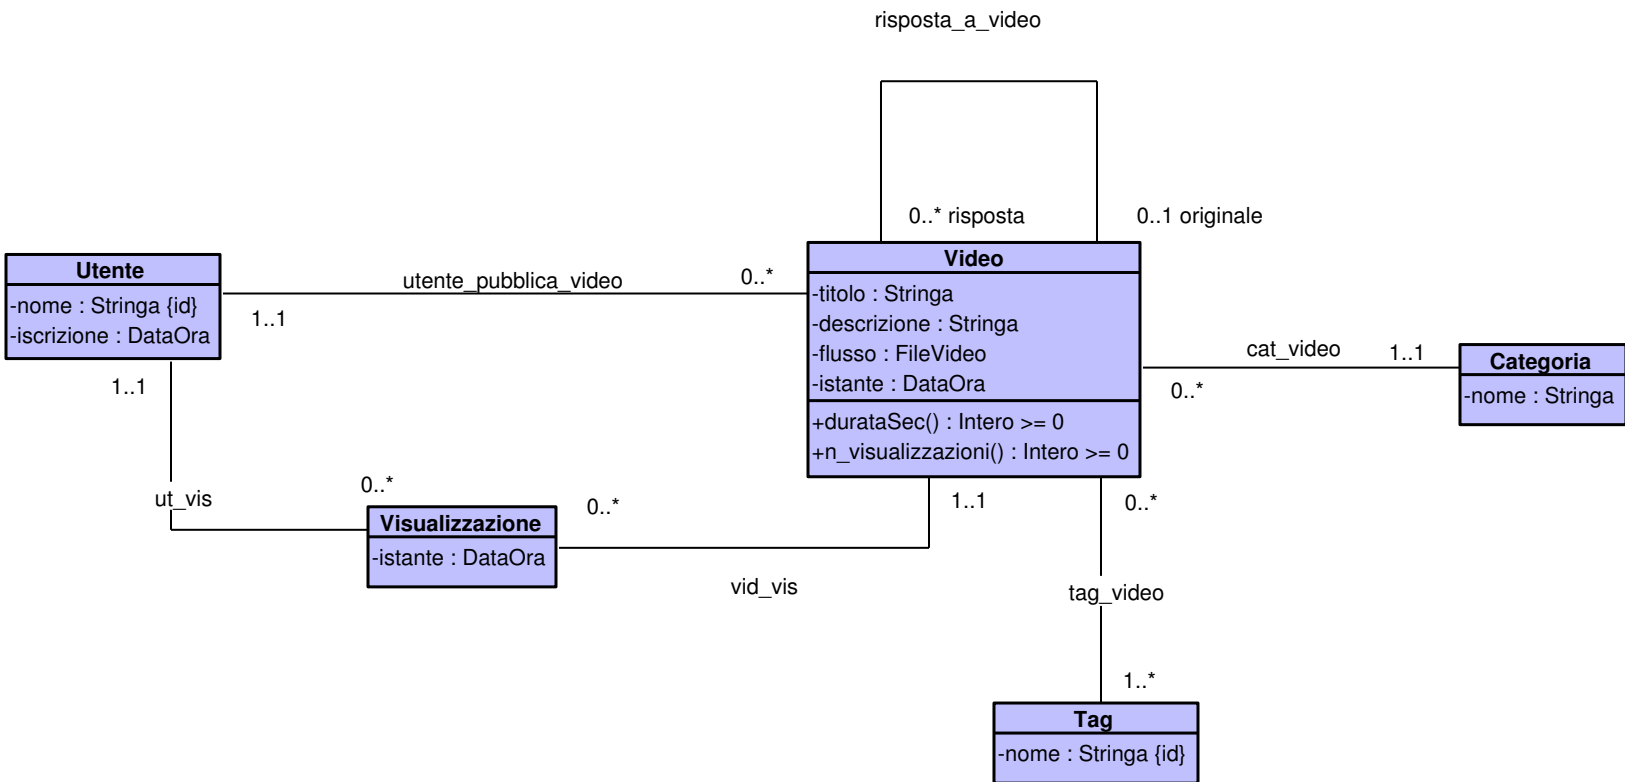 risposta_a_video
0..* risposta
0..1 originale
Utente
-nome : Stringa {id}
-iscrizione : DataOra
utente_pubblica_video
1..1
0..*
Video
-titolo : Stringa
-descrizione : Stringa
-flusso : FileVideo
-istante : DataOra
+durataSec() : Intero >= 0
+n_visualizzazioni() : Intero >= 0
cat_video
0..*
1..1
Categoria
-nome : Stringa
1..1
ut_vis
0..*
Visualizzazione
-istante : DataOra
0..*
vid_vis
1..1
0..*
tag_video
1..*
Tag
-nome : Stringa {id}